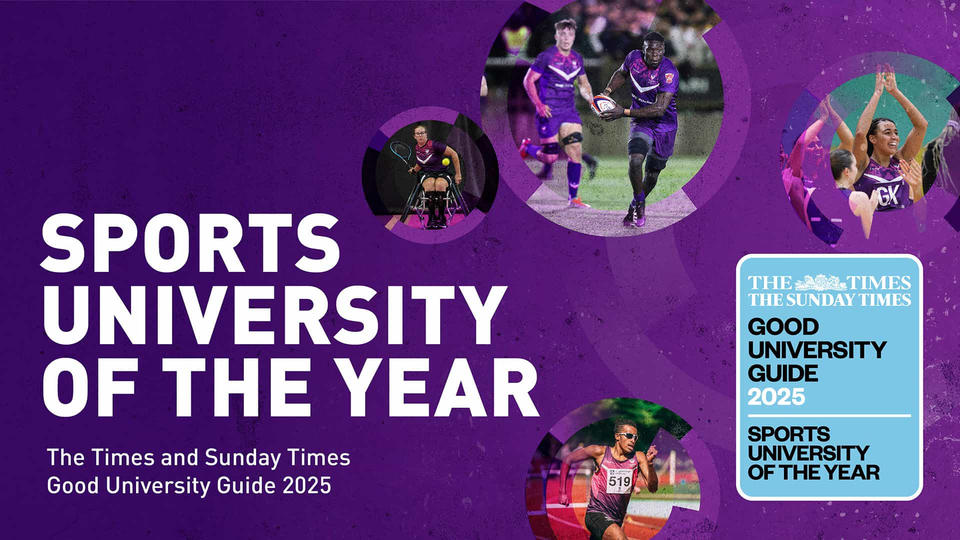 SPORTS
UNIVERSITY
OF THE YEAR
The Times and Sunday Times
Good University Guide 2025
THE TIMES
THE SUNDAY TIMES
GOOD
UNIVERSITY
GUIDE
2025
SPORTS
UNIVERSITY
OF THE YEAR
GK
519